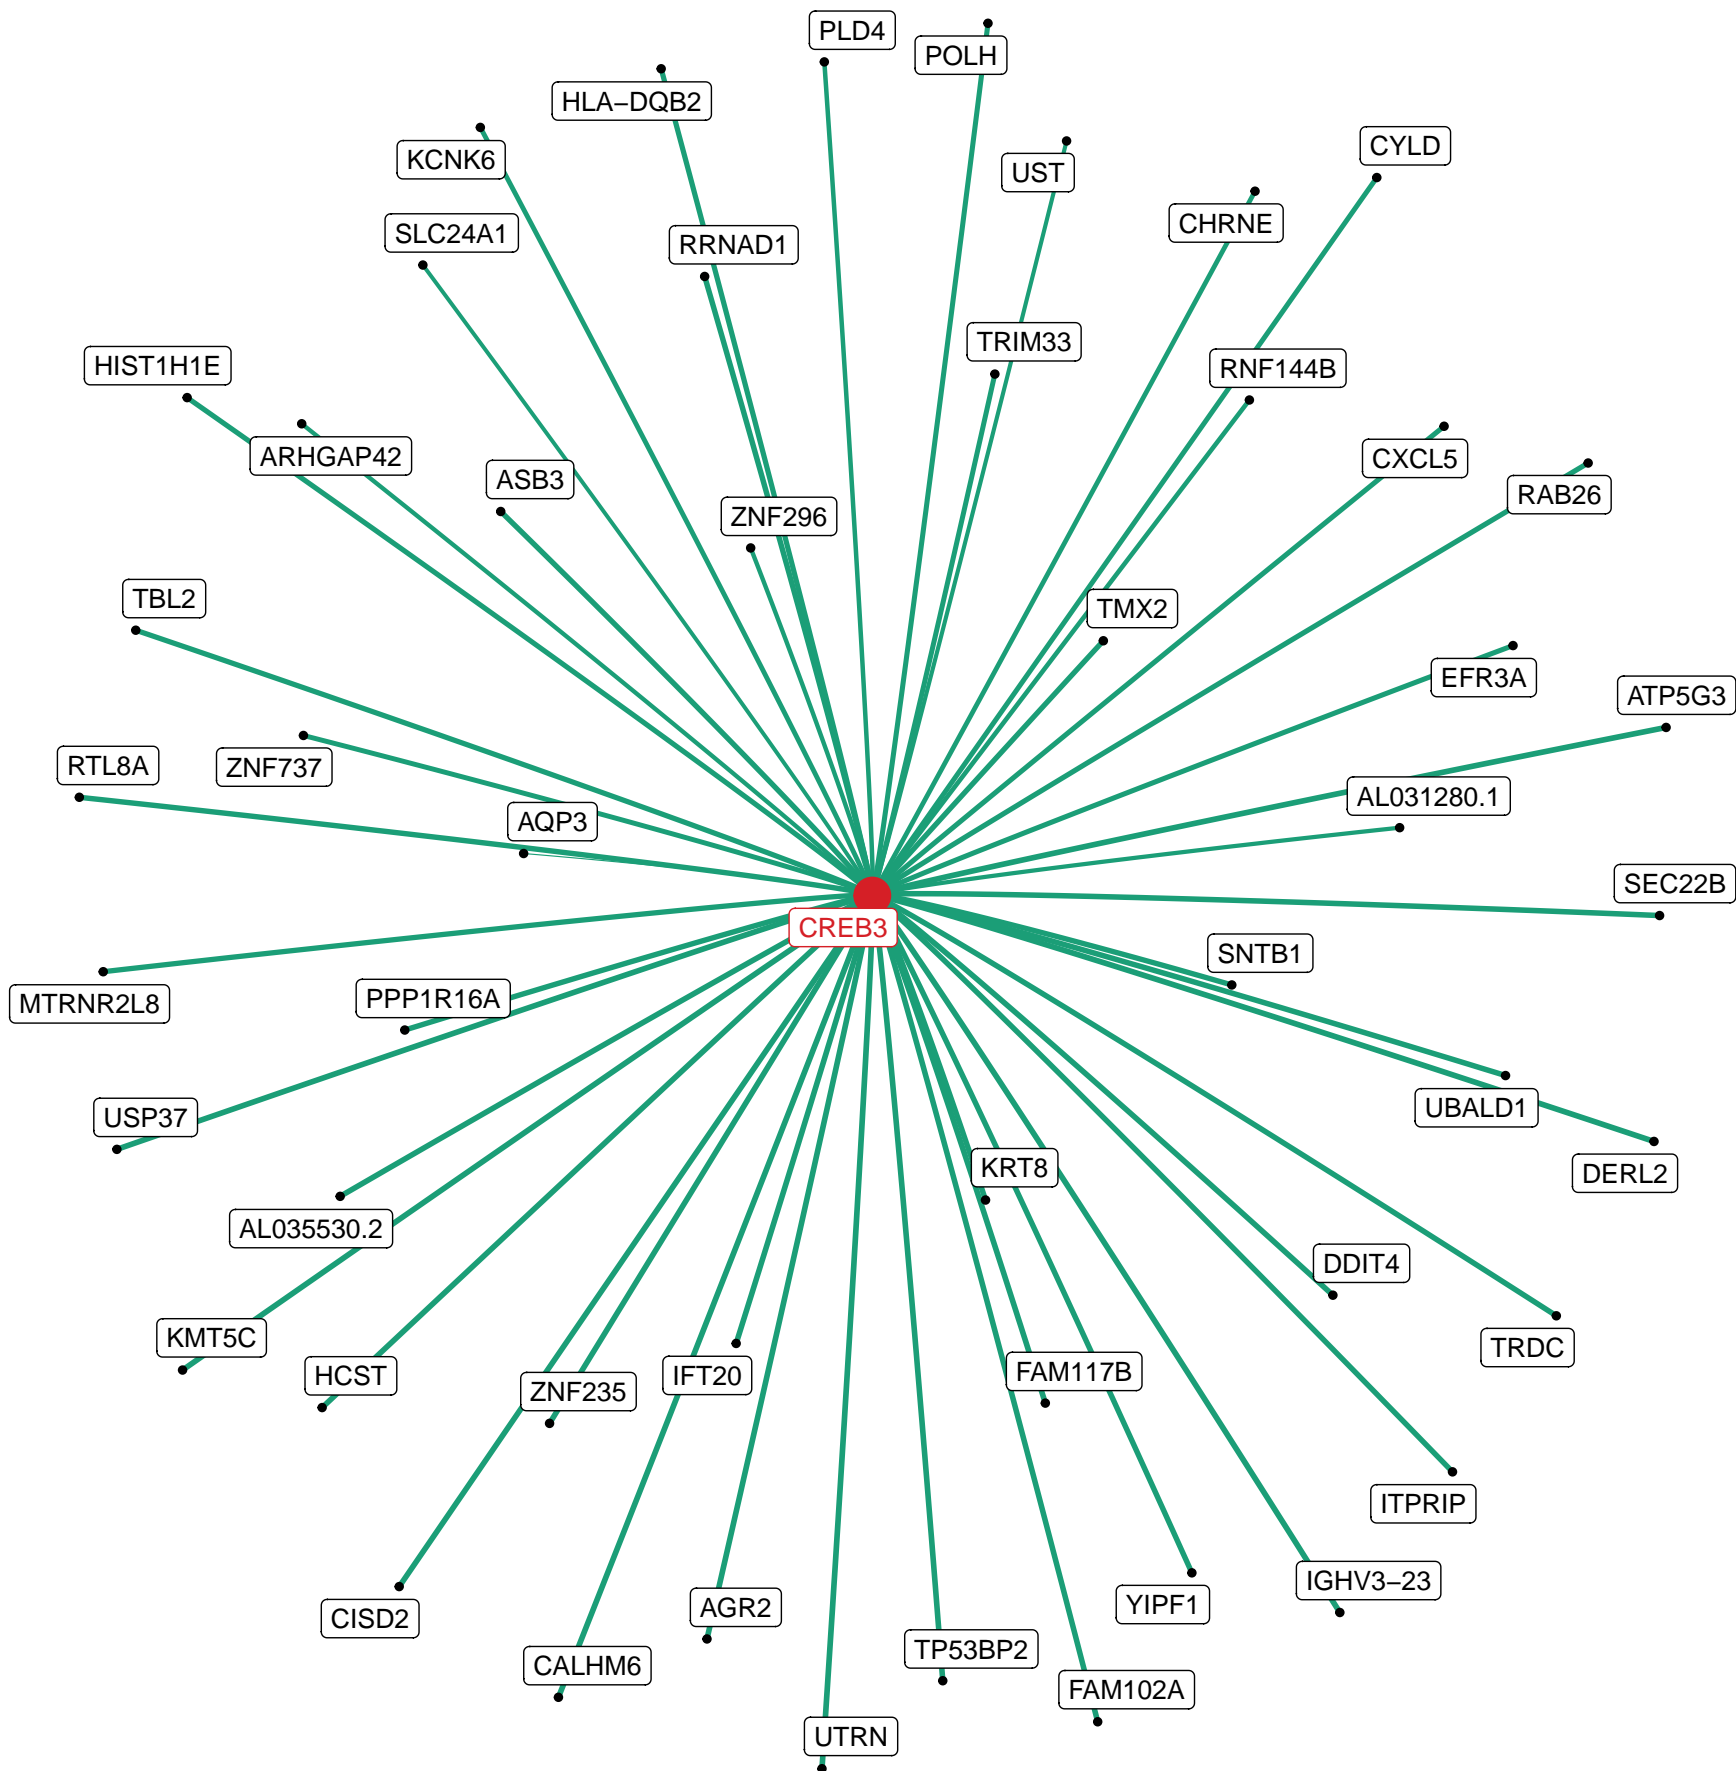 PLD4
POLH
HLA−DQB2
KCNK6
UST
CYLD
SLC24A1
RRNAD1
CHRNE
TRIM33
HIST1H1E
RNF144B
ARHGAP42
CXCL5
ASB3
RAB26
ZNF296
TBL2
TMX2
EFR3A
ATP5G3
RTL8A
ZNF737
AL031280.1
AQP3
SEC22B
CREB3
SNTB1
MTRNR2L8
PPP1R16A
USP37
UBALD1
KRT8
DERL2
AL035530.2
DDIT4
KMT5C
TRDC
HCST
IFT20
FAM117B
ZNF235
ITPRIP
IGHV3−23
YIPF1
AGR2
CISD2
TP53BP2
CALHM6
FAM102A
UTRN